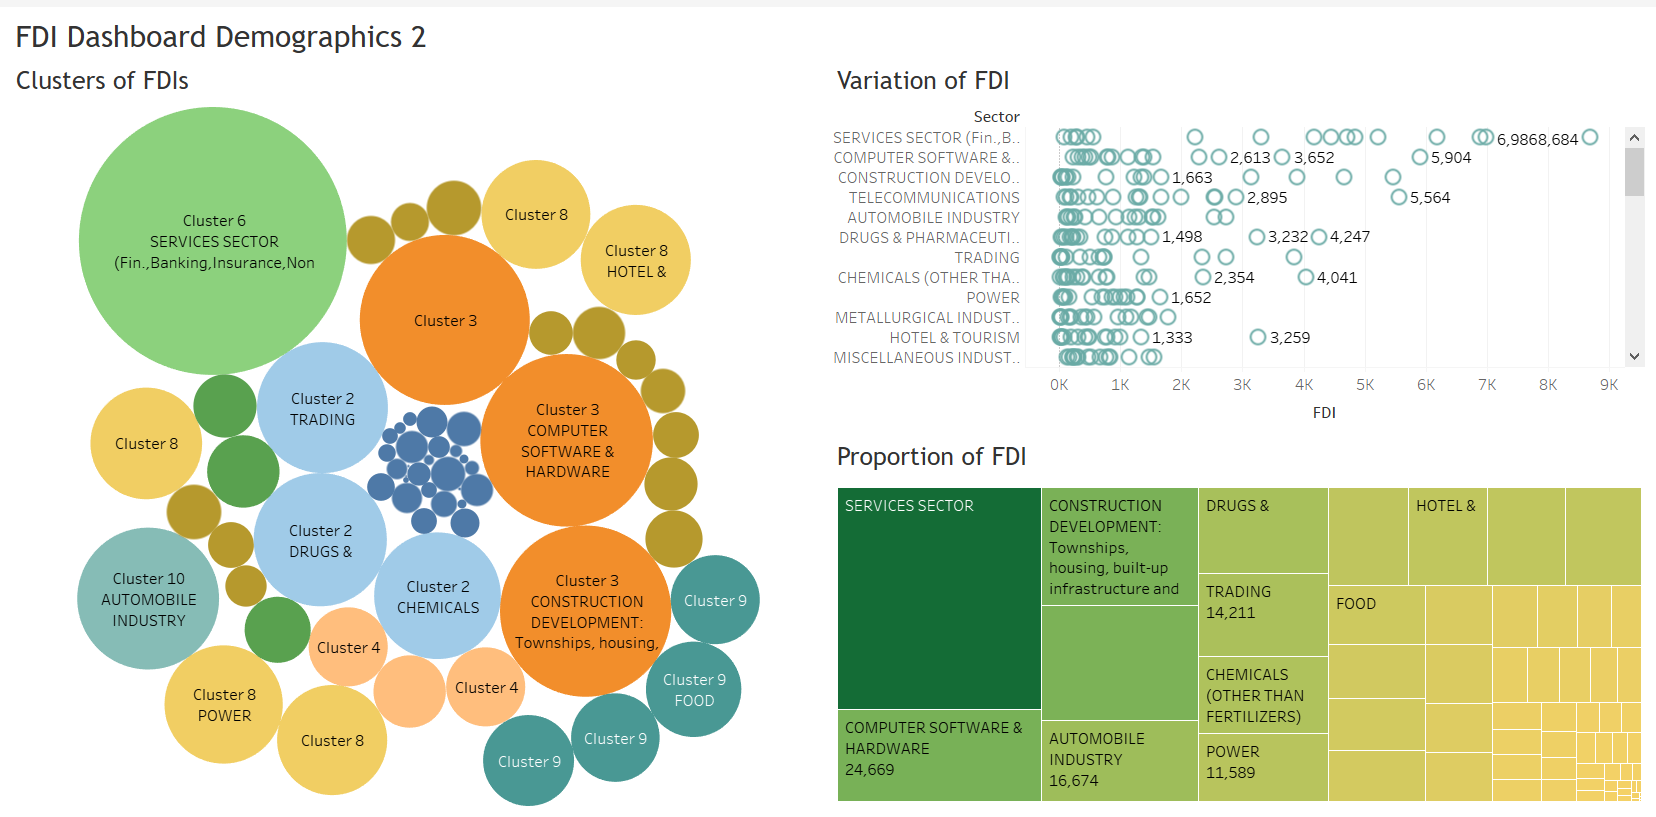 FDI Dashboard Demographics 2
Clusters of FDIs
Cluster 6
SERVICES SECTOR
(Fin.,Banking,Insurance,Non
Cluster 8
Cluster 8
HOTEL &
Cluster 3
Cluster 2
TRADING
Cluster 3
COMPUTER
SOFTWARE &
HARDWARE
Cluster 8
Cluster 2
DRUGS &
Cluster 10
AUTOMOBILE
INDUSTRY
Cluster 2
CHEMICALS
Cluster 3
CONSTRUCTION
DEVELOPMENT:
Townships, housing,
Cluster 9
Cluster 4
Cluster 4
Cluster 9
FOOD
Cluster 8
POWER
Cluster 8
Cluster 9
Cluster 9
Variation of FDI
Sector
SERVICES SECTOR (Fin.,B.. 6,9868,684
COMPUTER SOFTWARE &.. 2,613 3,652 5,904
CONSTRUCTION DEVELO.. 1,663
TELECOMMUNICATIONS 2,895 5,564
AUTOMOBILE INDUSTRY
DRUGS & PHARMACEUTI.. 1,498 3,232 4,247
TRADING
CHEMICALS (OTHER THA.. 2,354 4,041
POWER 1,652
METALLURGICAL INDUST..
HOTEL & TOURISM 1,333 3,259
MISCELLANEOUS INDUST..
0K 1K 2K 3K 4K 5K 6K 7K 8K 9K
FDI
Proportion of FDI
SERVICES SECTOR
COMPUTER SOFTWARE &
HARDWARE
24,669
CONSTRUCTION
DEVELOPMENT:
Townships,
housing, built-up
infrastructure and
AUTOMOBILE
INDUSTRY
16,674
DRUGS &
TRADING
14,211
CHEMICALS
(OTHER THAN
FERTILIZERS)
POWER
11,589
HOTEL &
FOOD